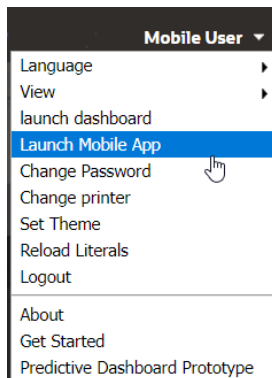 Mobile User
Language
View
launch dashboard
Launch Mobile App
Change Password
Change printer
Set Theme
Reload Literals
Logout
About
Get Started
Predictive Dashboard Prototype